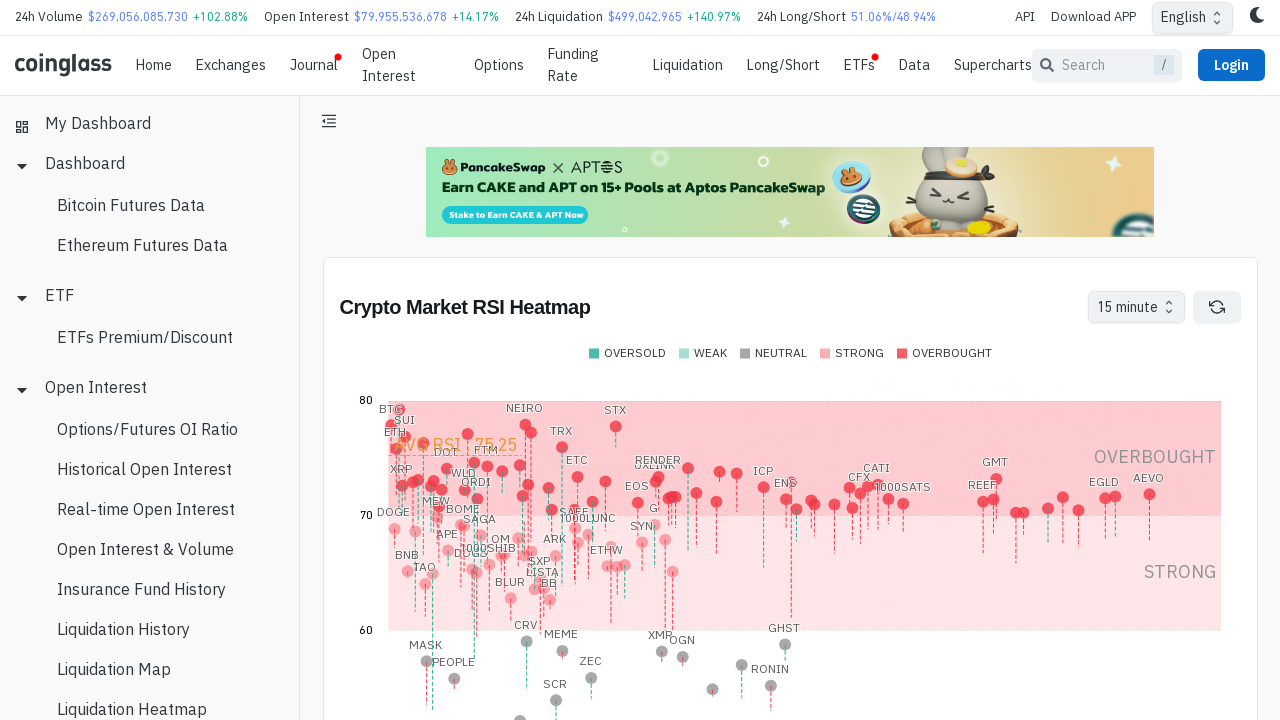 24h Volume $269,056,085,730 +102.88% Open Interest $79,955,536,678 +14.17% 24h Liquidation $499,042,965 +140.97% 24h Long/Short 51.06%/48.94% API Download APP English
coinglass Home Exchanges Journal Open Interest Options Funding Rate Liquidation Long/Short ETFs Data Supercharts Search / Login
My Dashboard
Dashboard
Bitcoin Futures Data
Ethereum Futures Data
ETF
ETFs Premium/Discount
Open Interest
Options/Futures OI Ratio
Historical Open Interest
Real-time Open Interest
Open Interest & Volume
Insurance Fund History
Liquidation History
Liquidation Map
Liquidation Heatmap
PancakeSwap × APTOS
Earn CAKE and APT on 15+ Pools at Aptos PancakeSwap
Stake to Earn CAKE & APT Now
Crypto Market RSI Heatmap
15 minute
OVERSOLD WEAK NEUTRAL STRONG OVERBOUGHT
80
BTC
NEIRO
STX
SUI
ETH
TRX
AVG RSI : 75.25
OVERBOUGHT
DOT
FTM
ETC
RENDER
GMT
XRP
WLD
ICP
CATI
ORDI
ENS
CFX
EOS
1000SATS
REEF
EGLD
AEVO
70
DOGE
MEW
BOME
SAGA
SAFE
1000LUNC
G
SYN
APE
OM
ARK
DOGS
1000SHIB
ETHW
BNB
TAO
SXP
LISTA
BLUR
BB
STRONG
60
CRV
MEME
XMR
OGN
GHST
MASK
PEOPLE
ZEC
RONIN
SCR